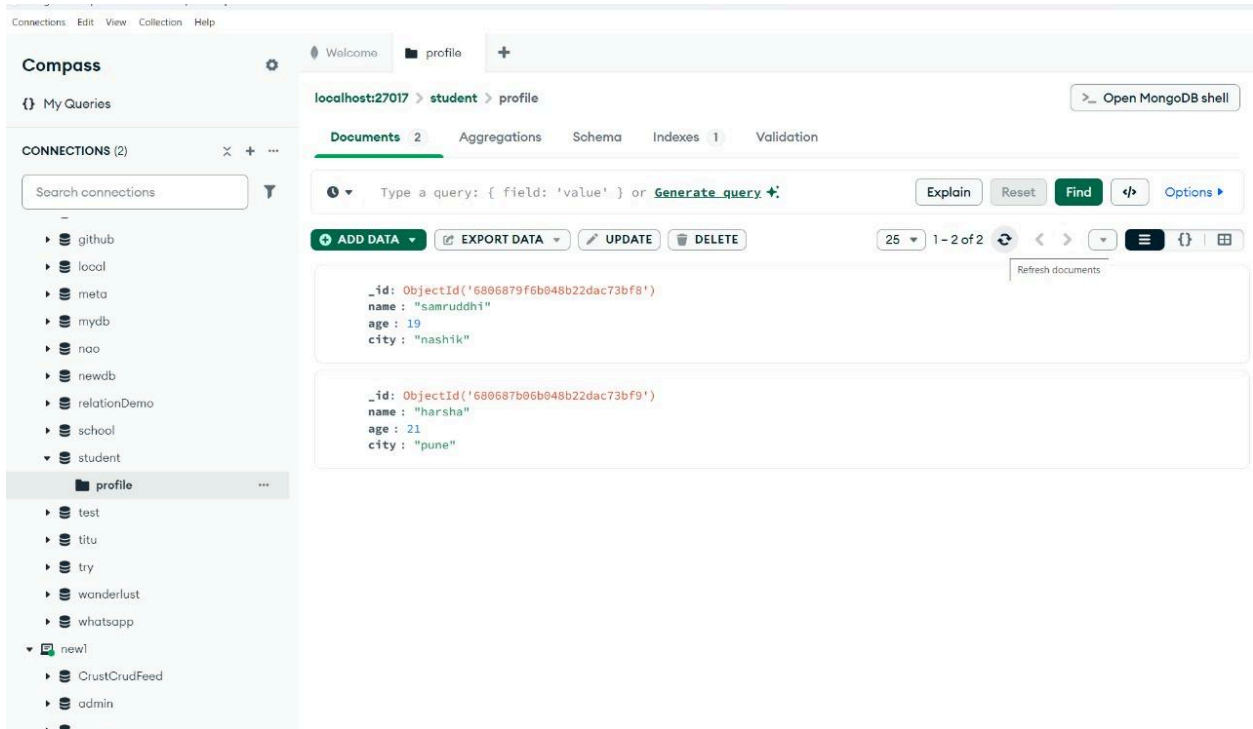 Connections Edit View Collection Help
Compass
{} My Queries
CONNECTIONS (2)
Search connections
github
local
meta
mydb
nao
newdb
relationDemo
school
student
profile
test
titu
try
wanderlust
whatsapp
new1
CrustCrudFeed
admin
Welcome profile
localhost:27017 > student > profile
>_ Open MongoDB shell
Documents 2 Aggregations Schema Indexes 1 Validation
Type a query: { field: 'value' } or Generate query
Explain Reset Find </> Options
ADD DATA EXPORT DATA UPDATE DELETE
25 1 – 2 of 2 {}
Refresh documents
_id: ObjectId('6806879f6b048b22dac73bf8')
name : "samruddhi"
age : 19
city : "nashik"
_id: ObjectId('680687b06b048b22dac73bf9')
name : "harsha"
age : 21
city : "pune"